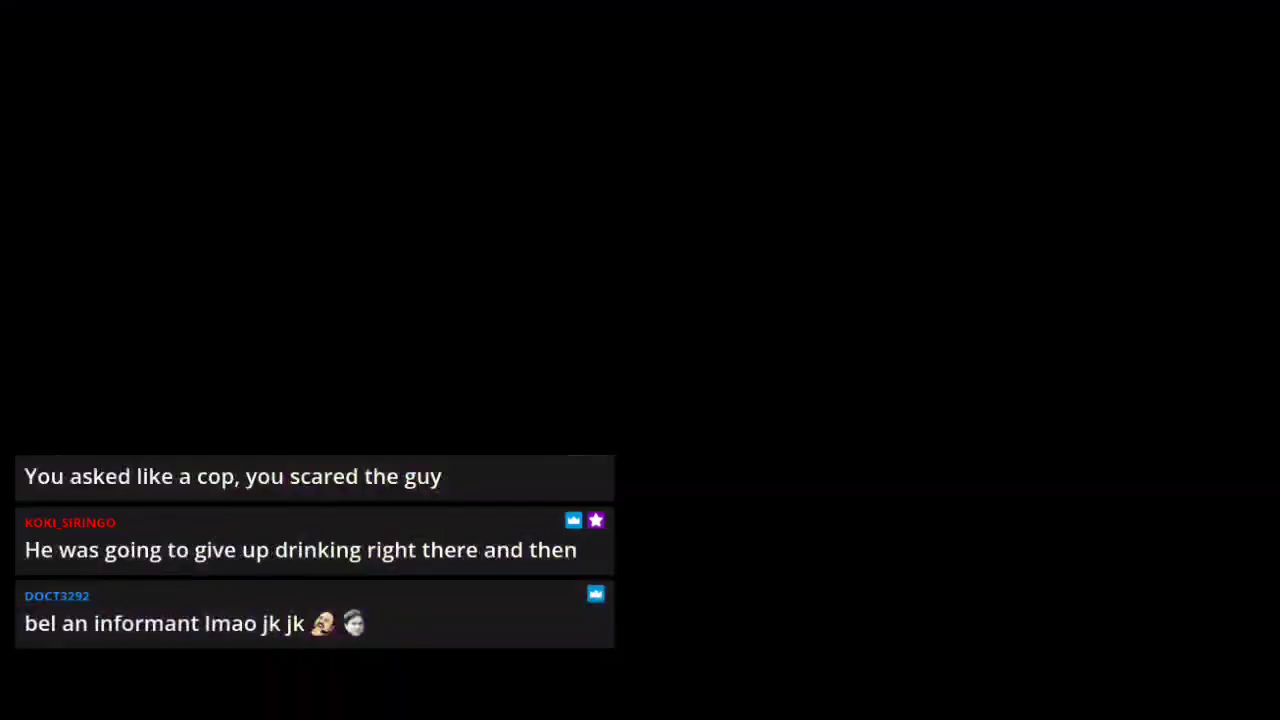 You asked like a cop, you scared the guy
KOKI_SIRINGO
He was going to give up drinking right there and then
DOCT3292
bel an informant lmao jk jk